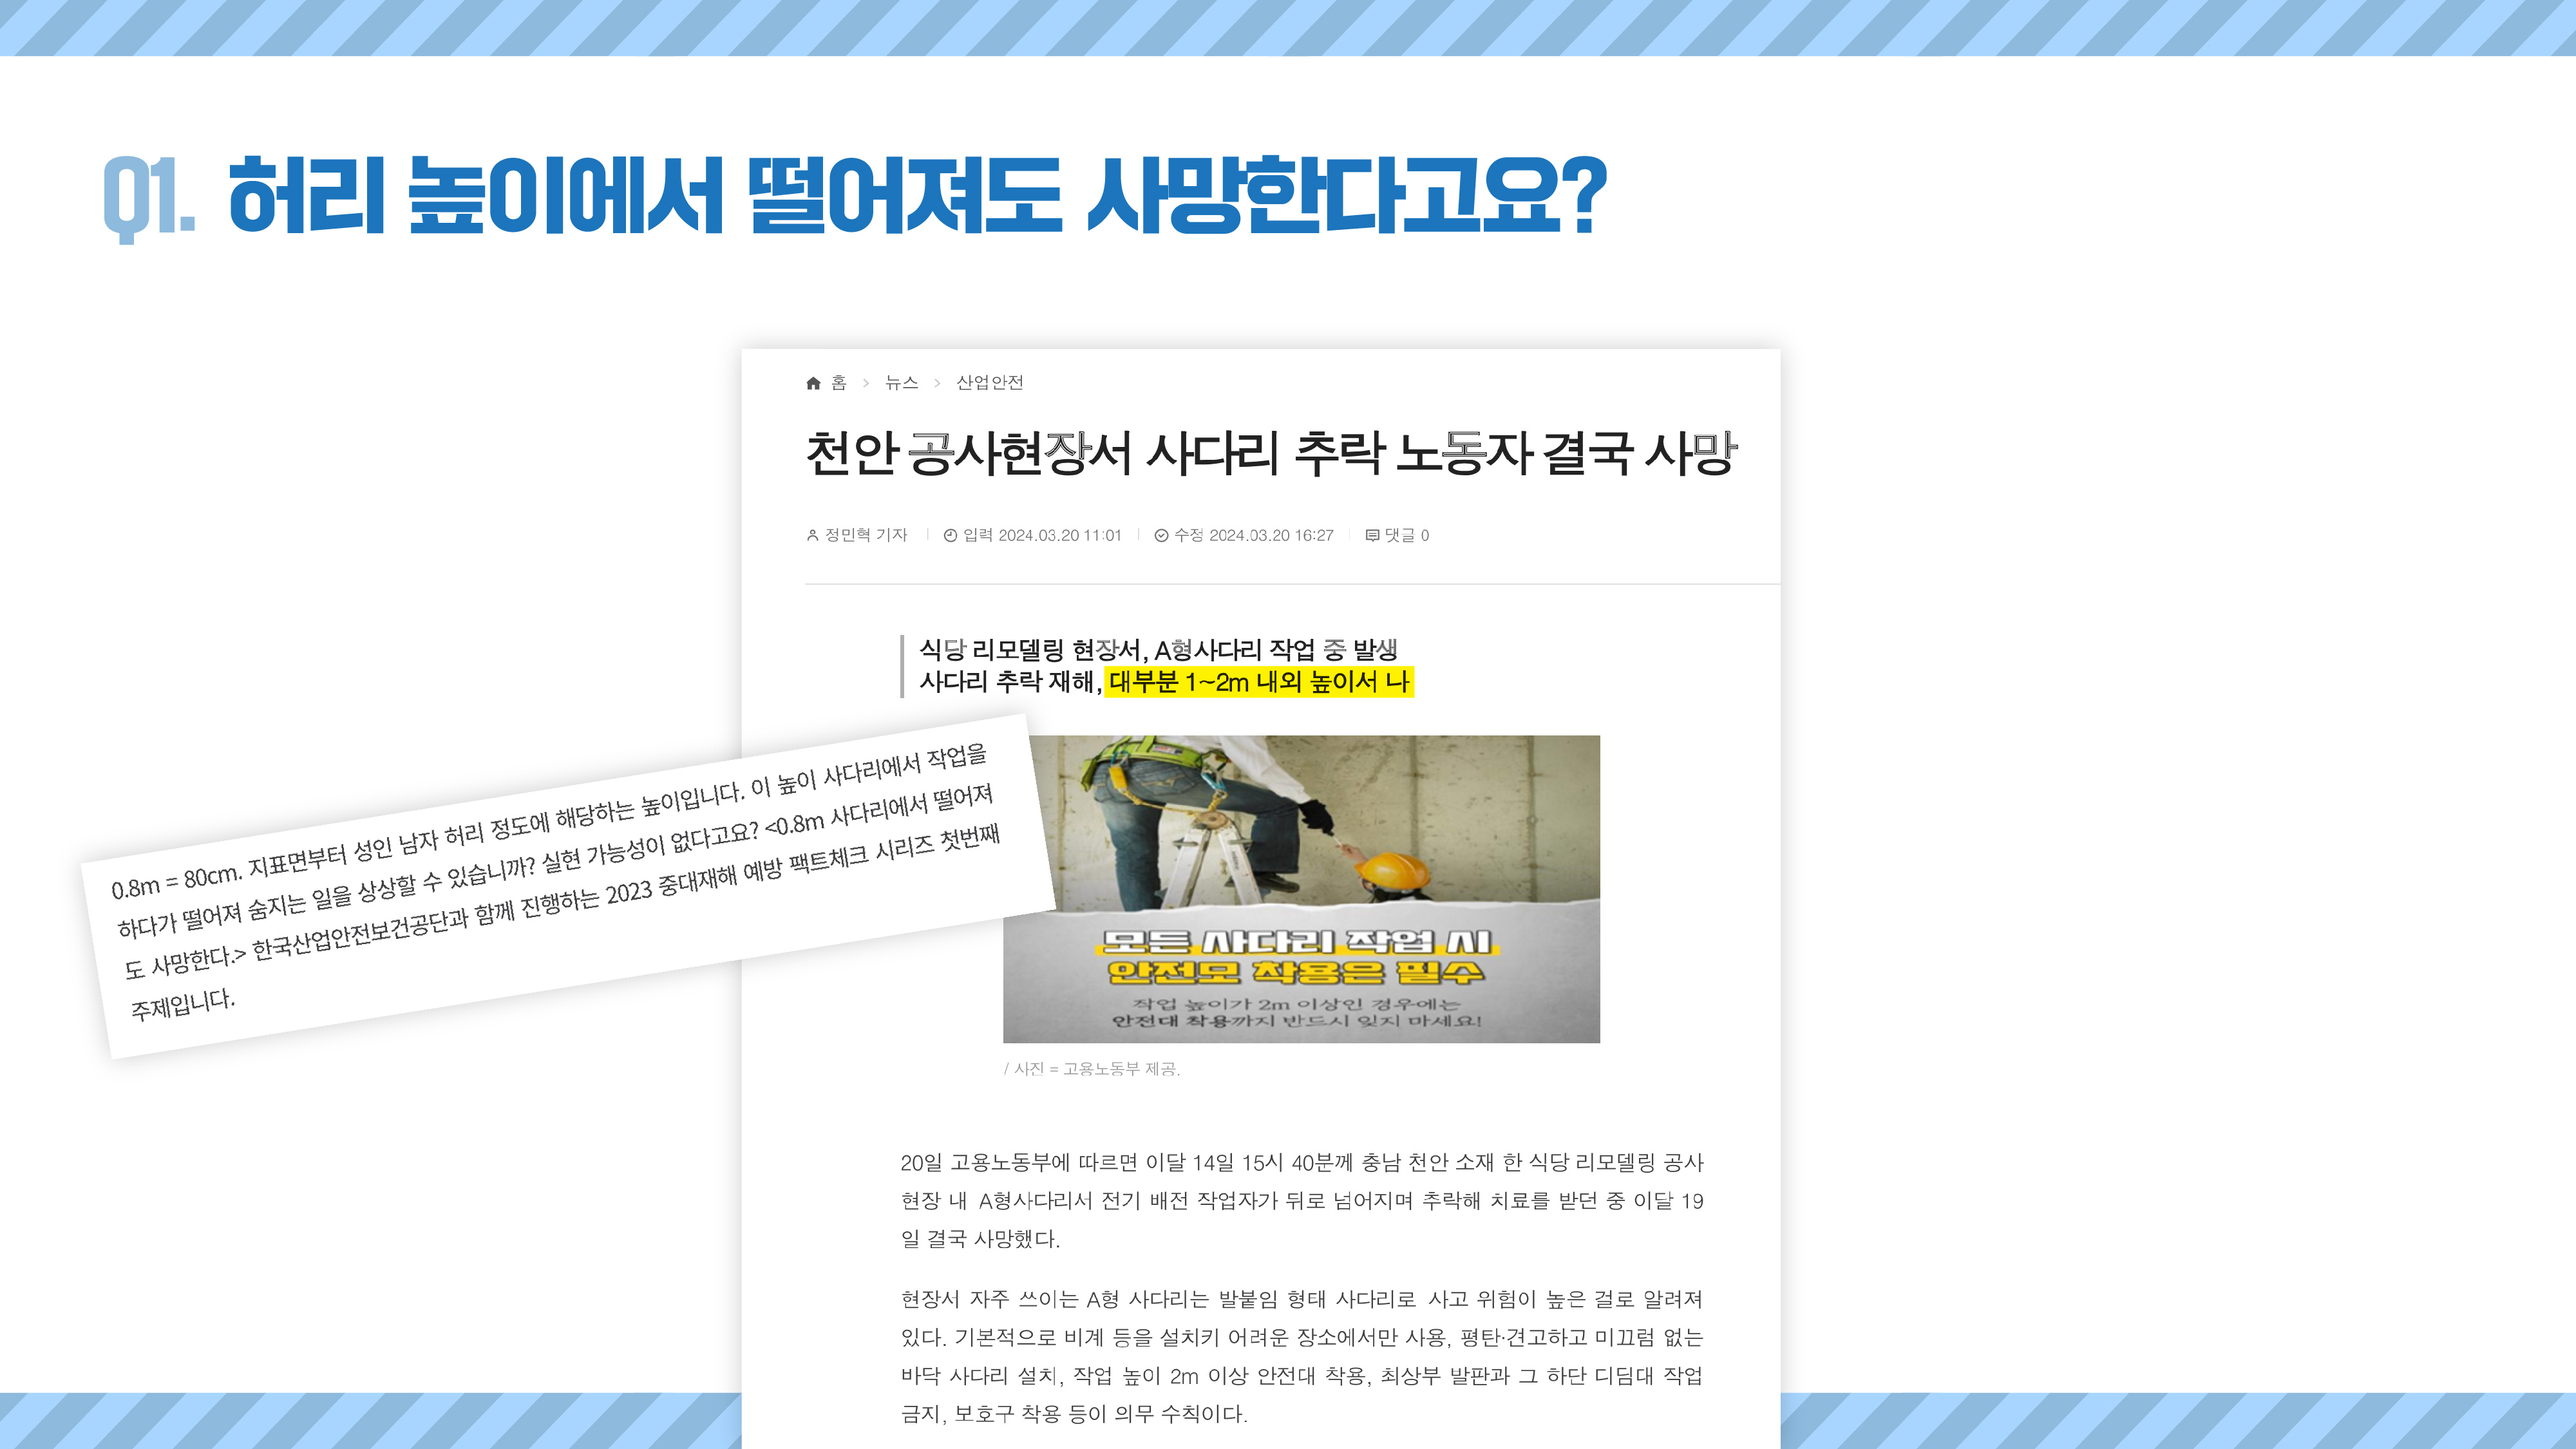 Q1. 허리 높이에서 떨어져도 사망한다고요?
홈 > 뉴스 > 산업안전
천안 공사현장서 사다리 추락 노동자 결국 사망
정민혁 기자 입력 2024.03.20 11:01 수정 2024.03.20 16:27 댓글 0
식당 리모델링 현장서, A형사다리 작업 중 발생
사다리 추락 재해, 대부분 1~2m 내외 높이서 나
0.8m = 80cm. 지표면부터 성인 남자 허리 정도에 해당하는 높이입니다. 이 높이 사다리에서 작업을
하다가 떨어져 숨지는 일을 상상할 수 있습니까? 실현 가능성이 없다고요? <0.8m 사다리에서 떨어져
도 사망한다.> 한국산업안전보건공단과 함께 진행하는 2023 중대재해 예방 팩트체크 시리즈 첫번째
주제입니다.
모든 사다리 작업 시
안전모 착용은 필수
작업 높이가 2m 이상인 경우에는
안전대 착용까지 반드시 잊지 마세요!
/ 사진 = 고용노동부 제공.
20일 고용노동부에 따르면 이달 14일 15시 40분께 충남 천안 소재 한 식당 리모델링 공사
현장 내 A형사다리서 전기 배전 작업자가 뒤로 넘어지며 추락해 치료를 받던 중 이달 19
일 결국 사망했다.
현장서 자주 쓰이는 A형 사다리는 발붙임 형태 사다리로 사고 위험이 높은 걸로 알려져
있다. 기본적으로 비계 등을 설치키 어려운 장소에서만 사용, 평탄·견고하고 미끄럼 없는
바닥 사다리 설치, 작업 높이 2m 이상 안전대 착용, 최상부 발판과 그 하단 디딤대 작업
금지, 보호구 착용 등이 의무 수칙이다.